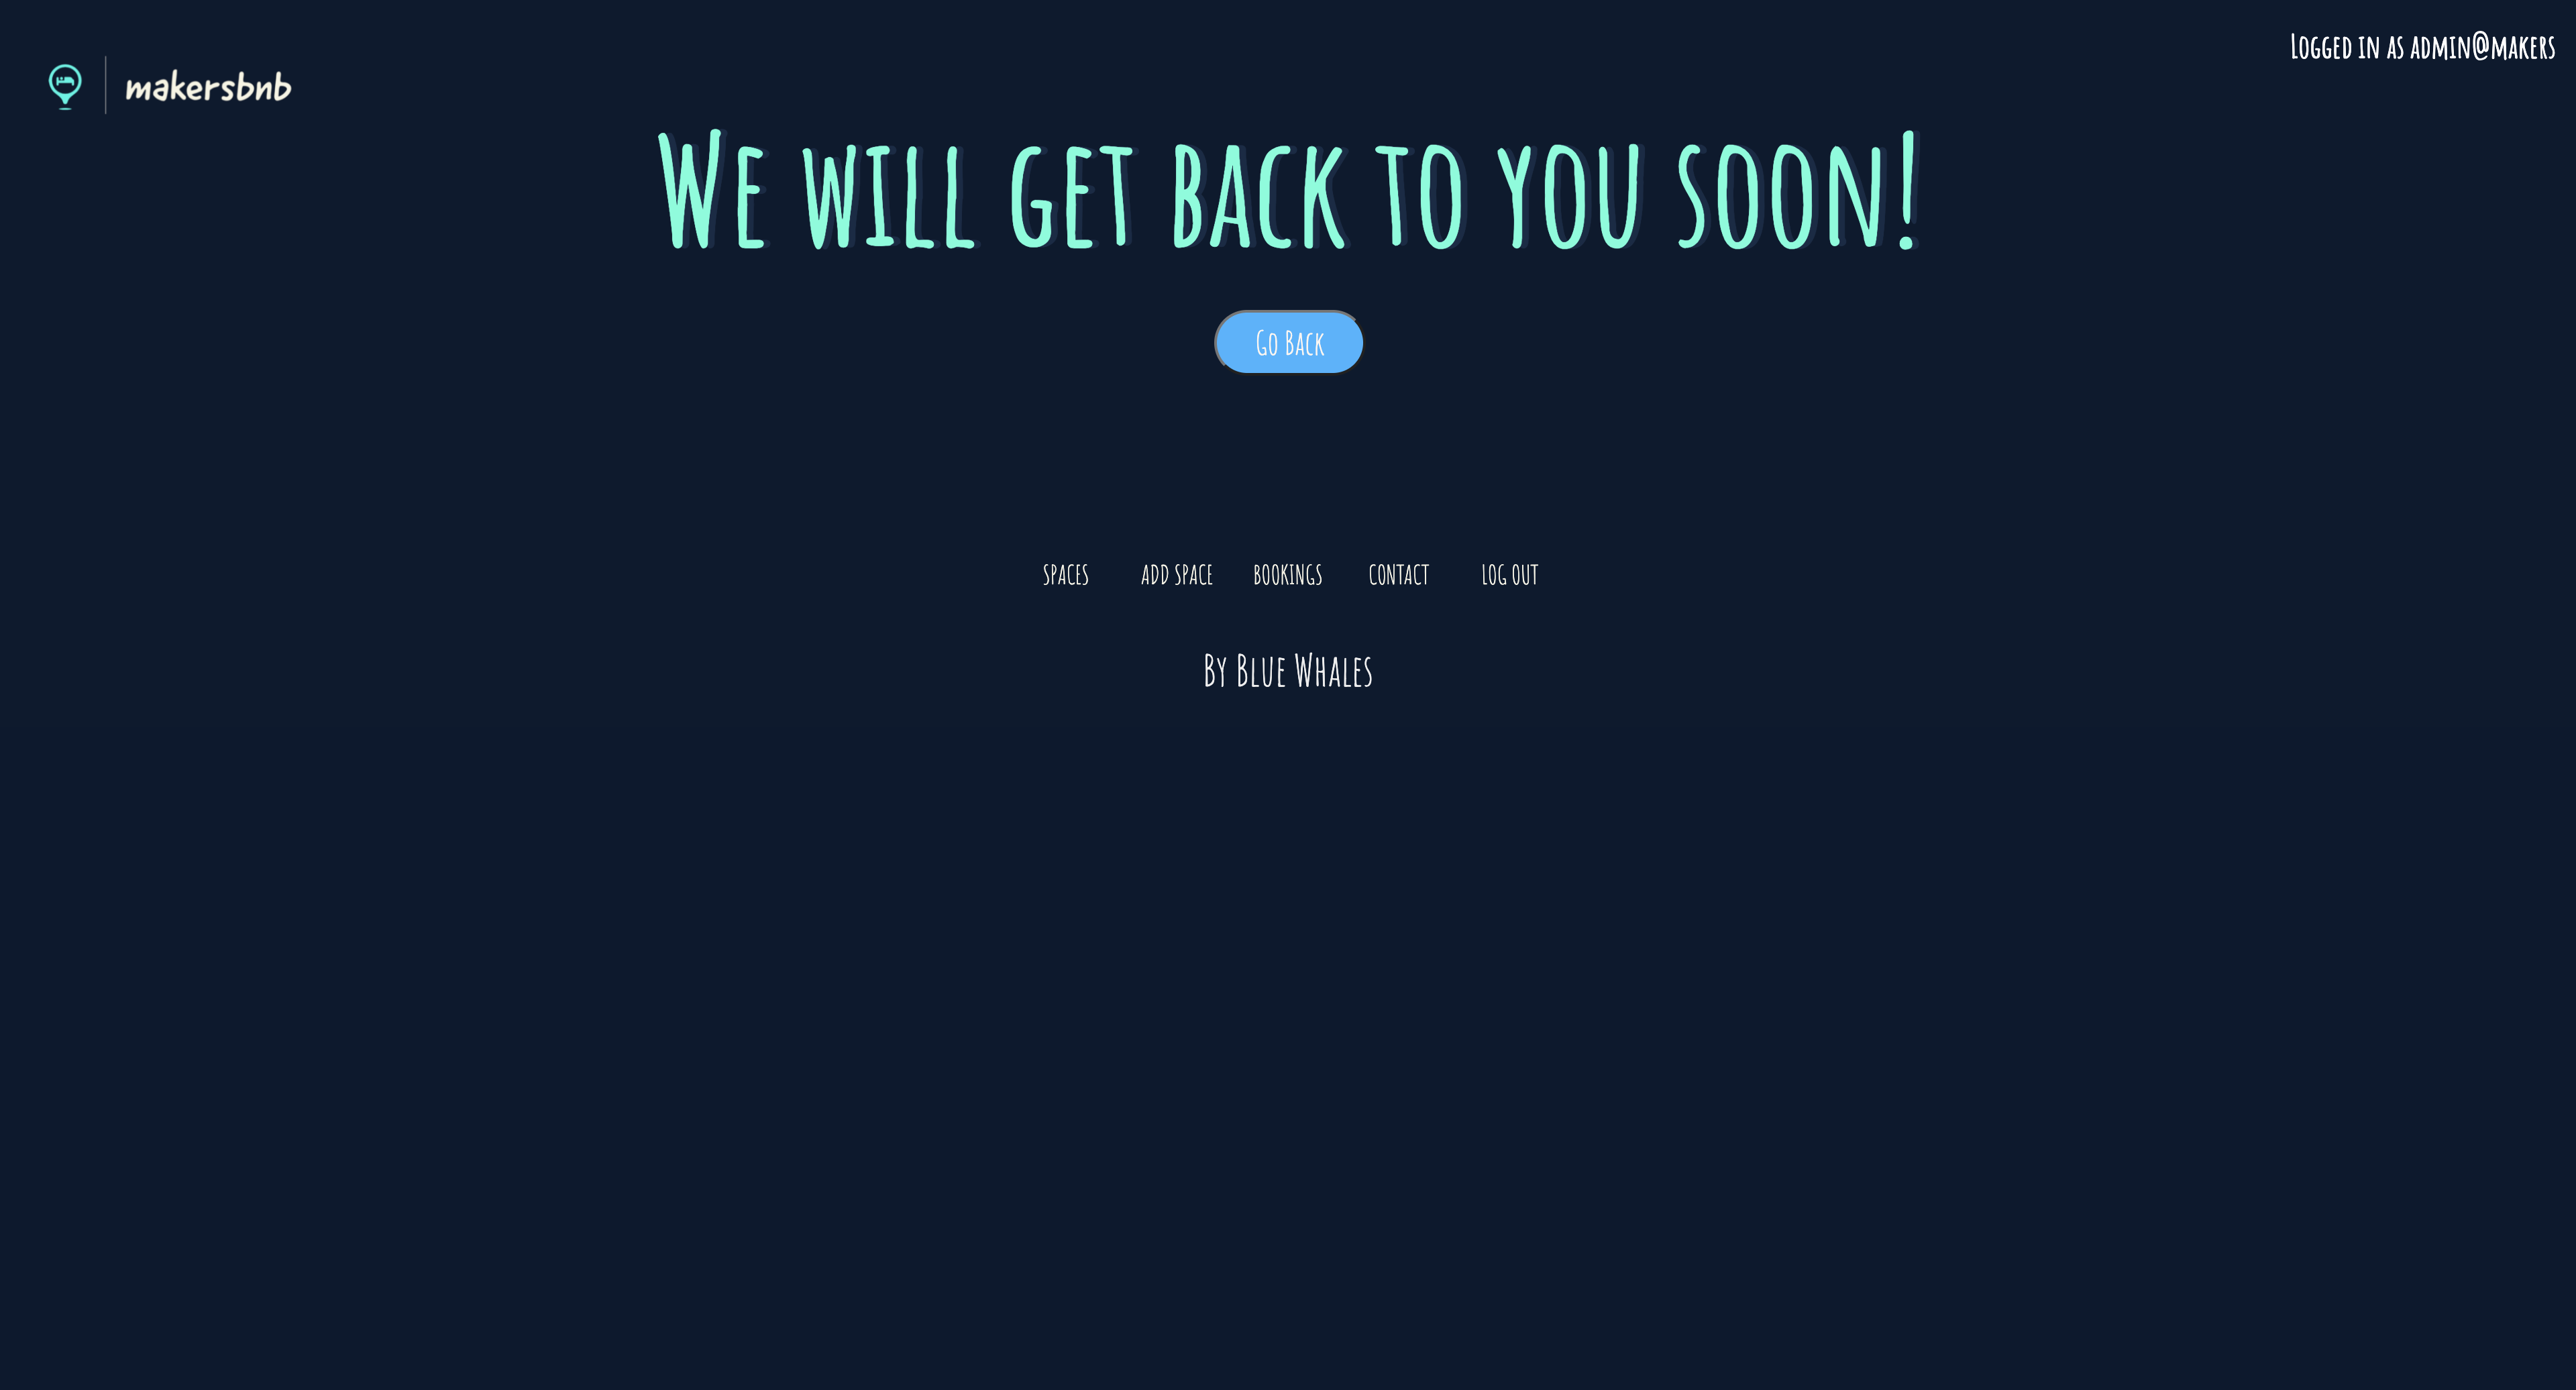 Logged in as admin@makers
makersbnb
We will get back to you soon!
Go Back
SPACES ADD SPACE BOOKINGS CONTACT LOG OUT
By Blue Whales